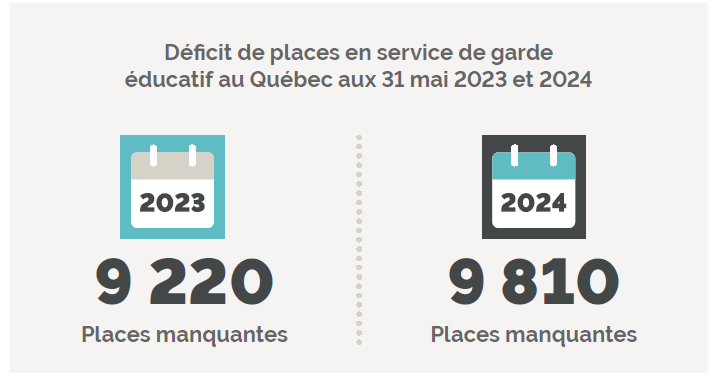 Déficit de places en service de garde
éducatif au Québec aux 31 mai 2023 et 2024
2023
9 220
Places manquantes
2024
9 810
Places manquantes